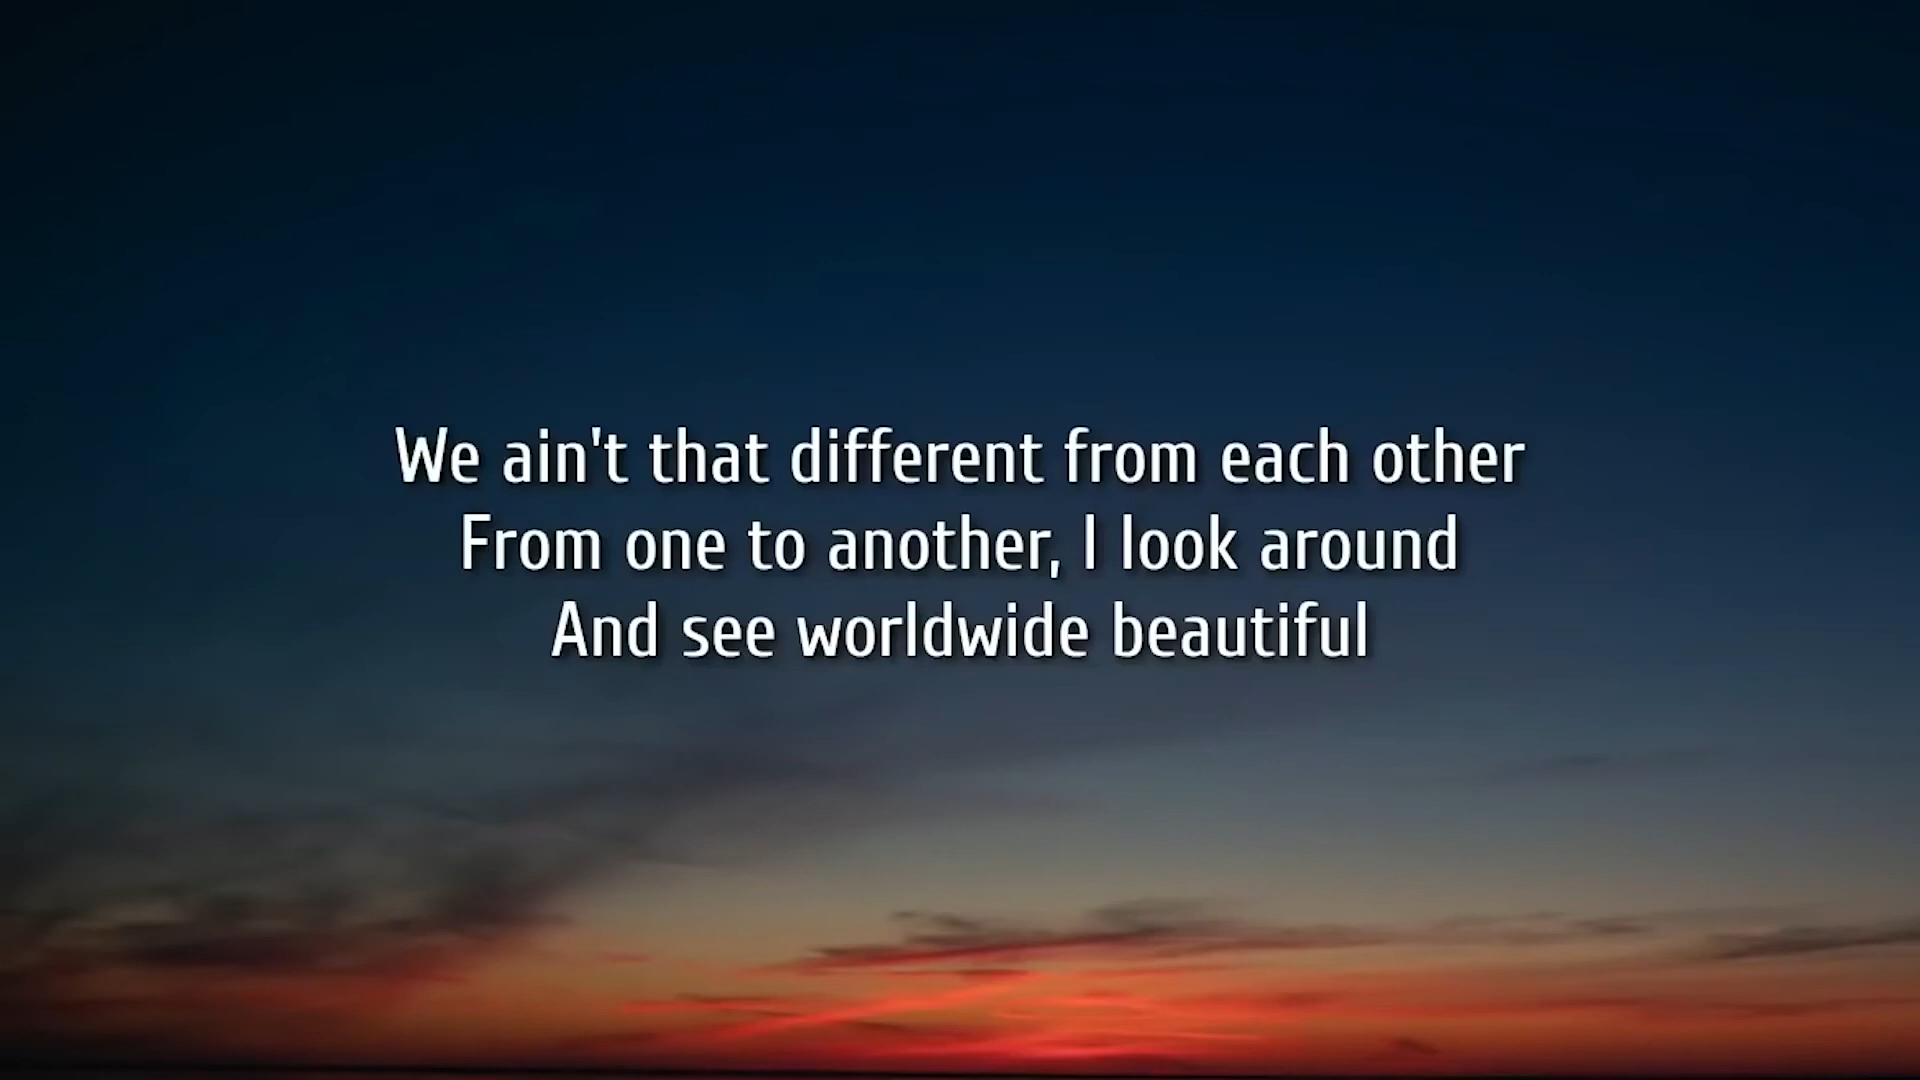 We ain't that different from each other
From one to another, I look around
And see worldwide beautiful